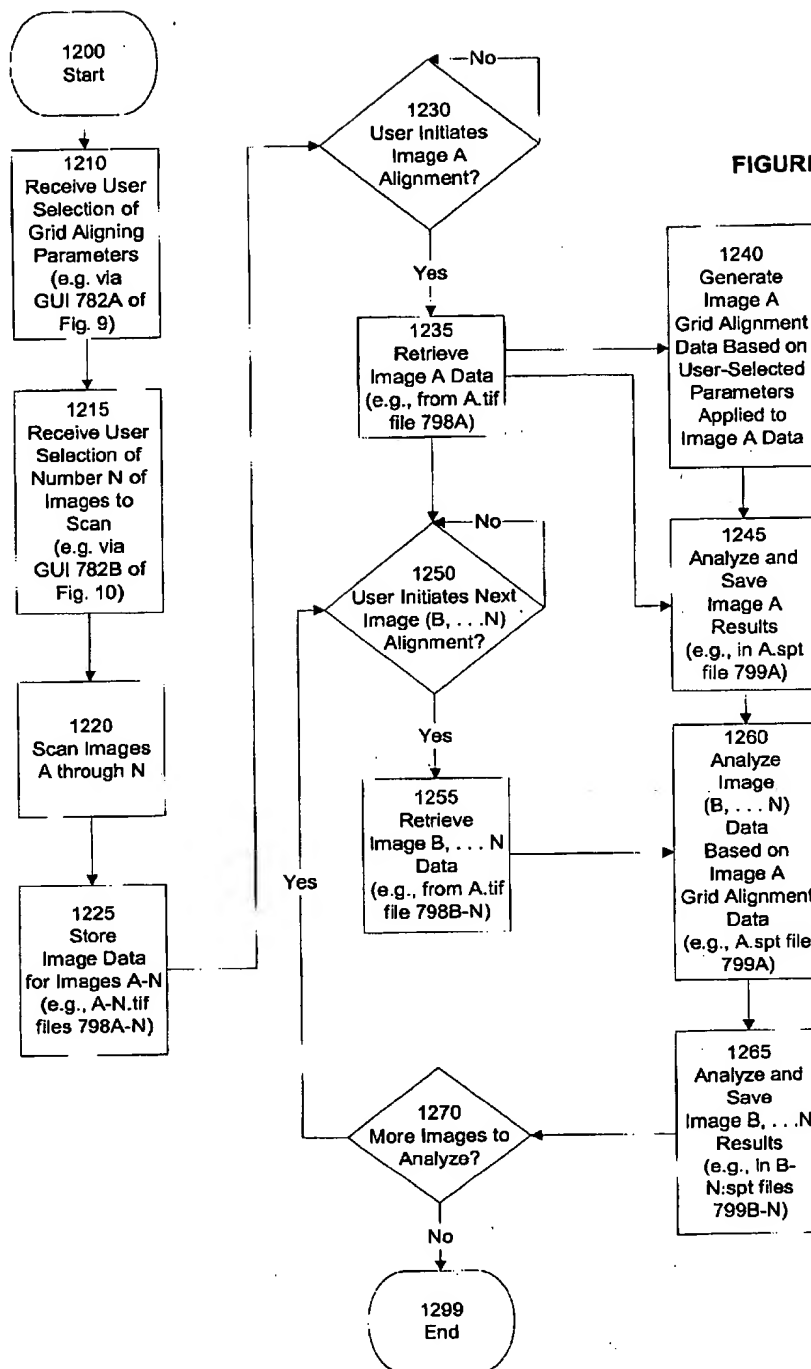 1200
Start
1210
Receive User
Selection of
Grid Aligning
Parameters
(e.g. via
GUI 782A of
Fig. 9)
1215
Receive User
Selection of
Number N of
Images to
Scan
(e.g. via
GUI 782B of
Fig. 10)
1220
Scan Images
A through N
1225
Store
Image Data
for Images A-N
(e.g., A-N.tif
files 798A-N)
No
1230
User Initiates
Image A
Alignment?
Yes
1235
Retrieve
Image A Data
(e.g., from A.tif
file 798A)
No
1250
User Initiates Next
Image (B, . . .N)
Alignment?
Yes
1255
Retrieve
Image B, . . . N
Data
(e.g., from A.tif
file 798B-N)
Yes
1270
More Images to
Analyze?
No
1299
End
FIGURE
1240
Generate
Image A
Grid Alignment
Data Based on
User-Selected
Parameters
Applied to
Image A Data
1245
Analyze and
Save
Image A
Results
(e.g., in A.spt
file 799A)
1260
Analyze
Image
(B, . . . N)
Data
Based on
Image A
Grid Alignment
Data
(e.g., A.spt file
799A)
1265
Analyze and
Save
Image B, . . .N
Results
(e.g., In B-
N:spt files
799B-N)